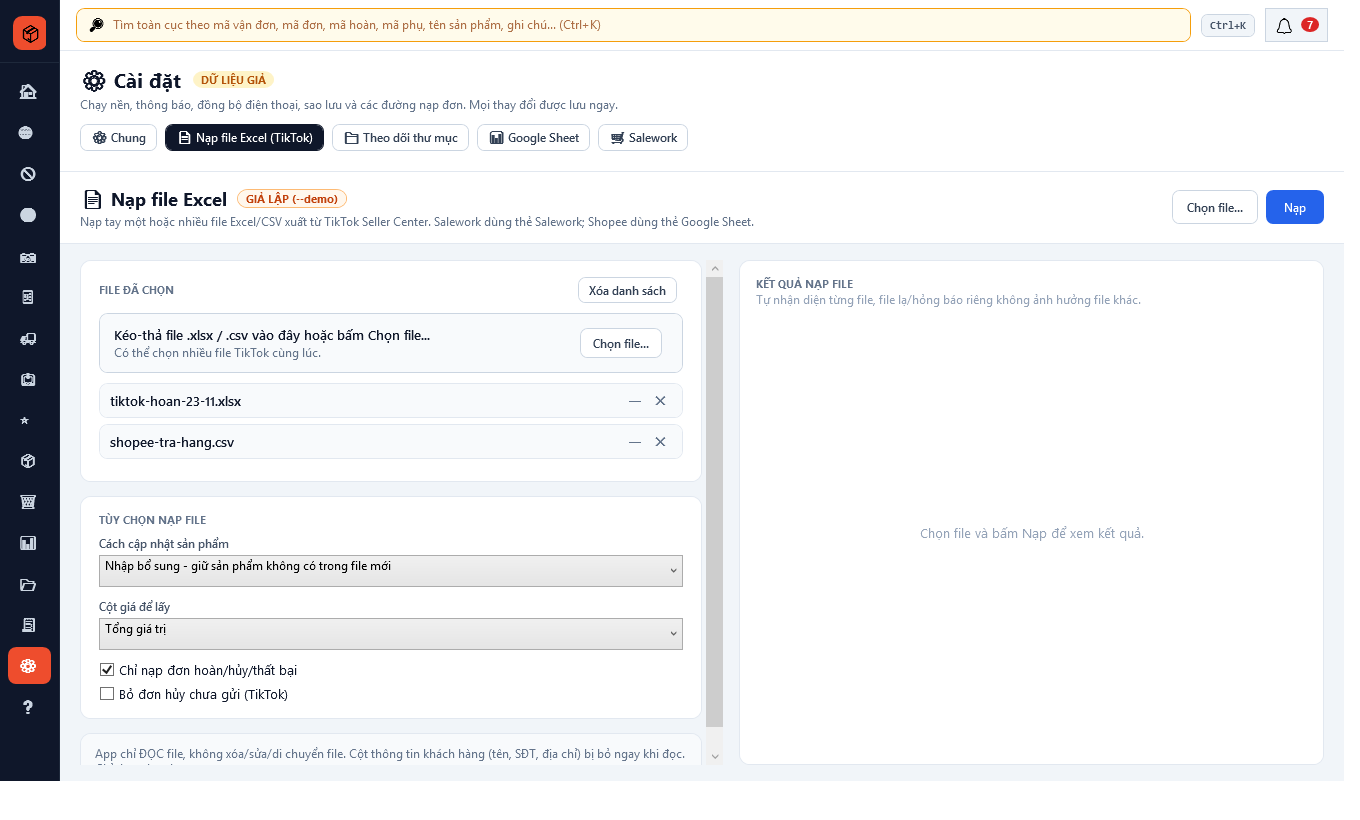 Tìm toàn cục theo mã vận đơn, mã đơn, mã hoàn, mã phụ, tên sản phẩm, ghi chú... (Ctrl+K)
Ctrl+K
7
Cài đặt
DỮ LIỆU GIẢ
Chạy nền, thông báo, đồng bộ điện thoại, sao lưu và các đường nạp đơn. Mọi thay đổi được lưu ngay.
Chung
Nạp file Excel (TikTok)
Theo dõi thư mục
Google Sheet
Salework
Nạp file Excel
GIẢ LẬP (--demo)
Nạp tay một hoặc nhiều file Excel/CSV xuất từ TikTok Seller Center. Salework dùng thẻ Salework; Shopee dùng thẻ Google Sheet.
Chọn file...
Nạp
FILE ĐÃ CHỌN
Xóa danh sách
Kéo-thả file .xlsx / .csv vào đây hoặc bấm Chọn file...
Có thể chọn nhiều file TikTok cùng lúc.
Chọn file...
tiktok-hoan-23-11.xlsx
—
shopee-tra-hang.csv
—
TÙY CHỌN NẠP FILE
Cách cập nhật sản phẩm
Nhập bổ sung - giữ sản phẩm không có trong file mới
Cột giá để lấy
Tổng giá trị
Chỉ nạp đơn hoàn/hủy/thất bại
Bỏ đơn hủy chưa gửi (TikTok)
App chỉ ĐỌC file, không xóa/sửa/di chuyển file. Cột thông tin khách hàng (tên, SĐT, địa chỉ) bị bỏ ngay khi đọc.
KẾT QUẢ NẠP FILE
Tự nhận diện từng file, file lạ/hỏng báo riêng không ảnh hưởng file khác.
Chọn file và bấm Nạp để xem kết quả.